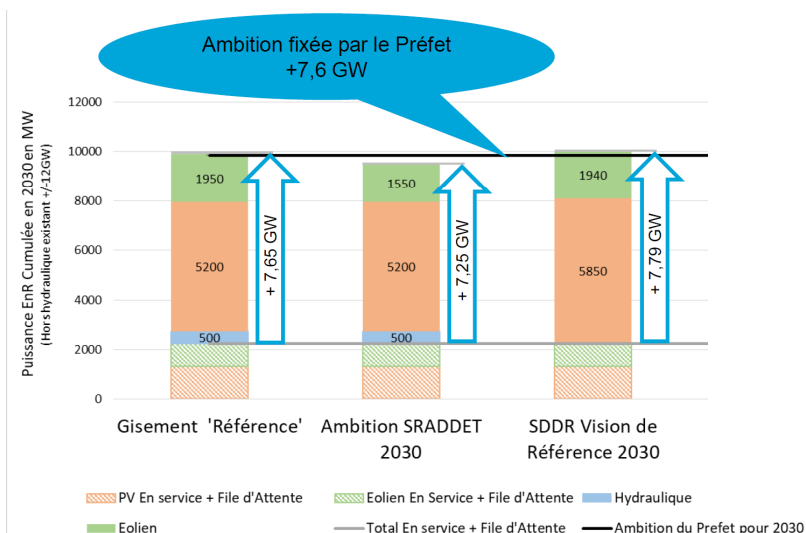 Ambition fixée par le Préfet
+7,6 GW
Puissance EnR Cumulée en 2030 en MW
(Hors hydraulique existant +/-12GW)
12000
10000
8000
6000
4000
2000
0
1950
5200
500
+ 7,65 GW
1550
5200
500
+ 7,25 GW
1940
5850
+ 7,79 GW
Gisement 'Référence'
Ambition SRADDET
2030
SDDR Vision de
Référence 2030
PV En service + File d'Attente
Eolien En Service + File d'Attente
Hydraulique
Eolien
Total En service + File d'Attente
Ambition du Prefet pour 2030